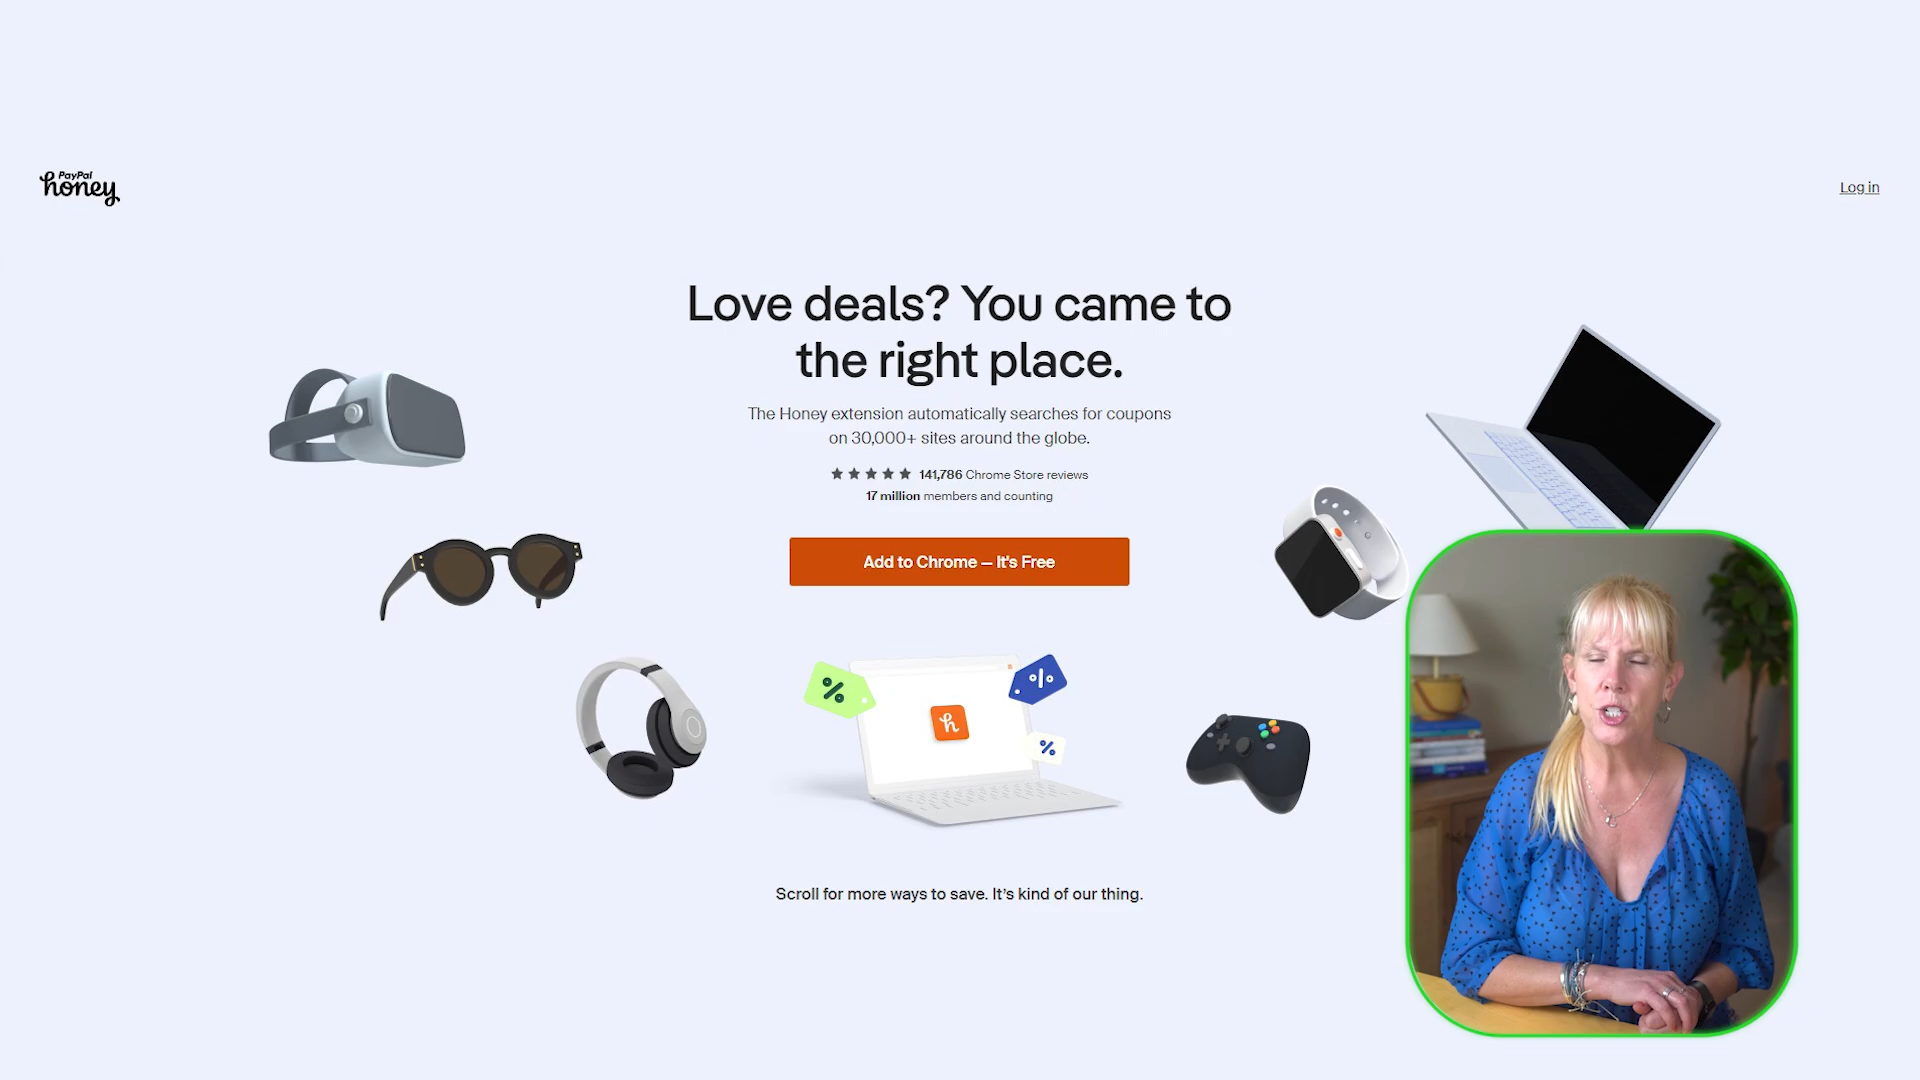 PayPal
honey
Log in
Love deals? You came to
the right place.
The Honey extension automatically searches for coupons
on 30,000+ sites around the globe.
141,786 Chrome Store reviews
17 million members and counting
Add to Chrome – It's Free
%
%
h
%
Scroll for more ways to save. It's kind of our thing.